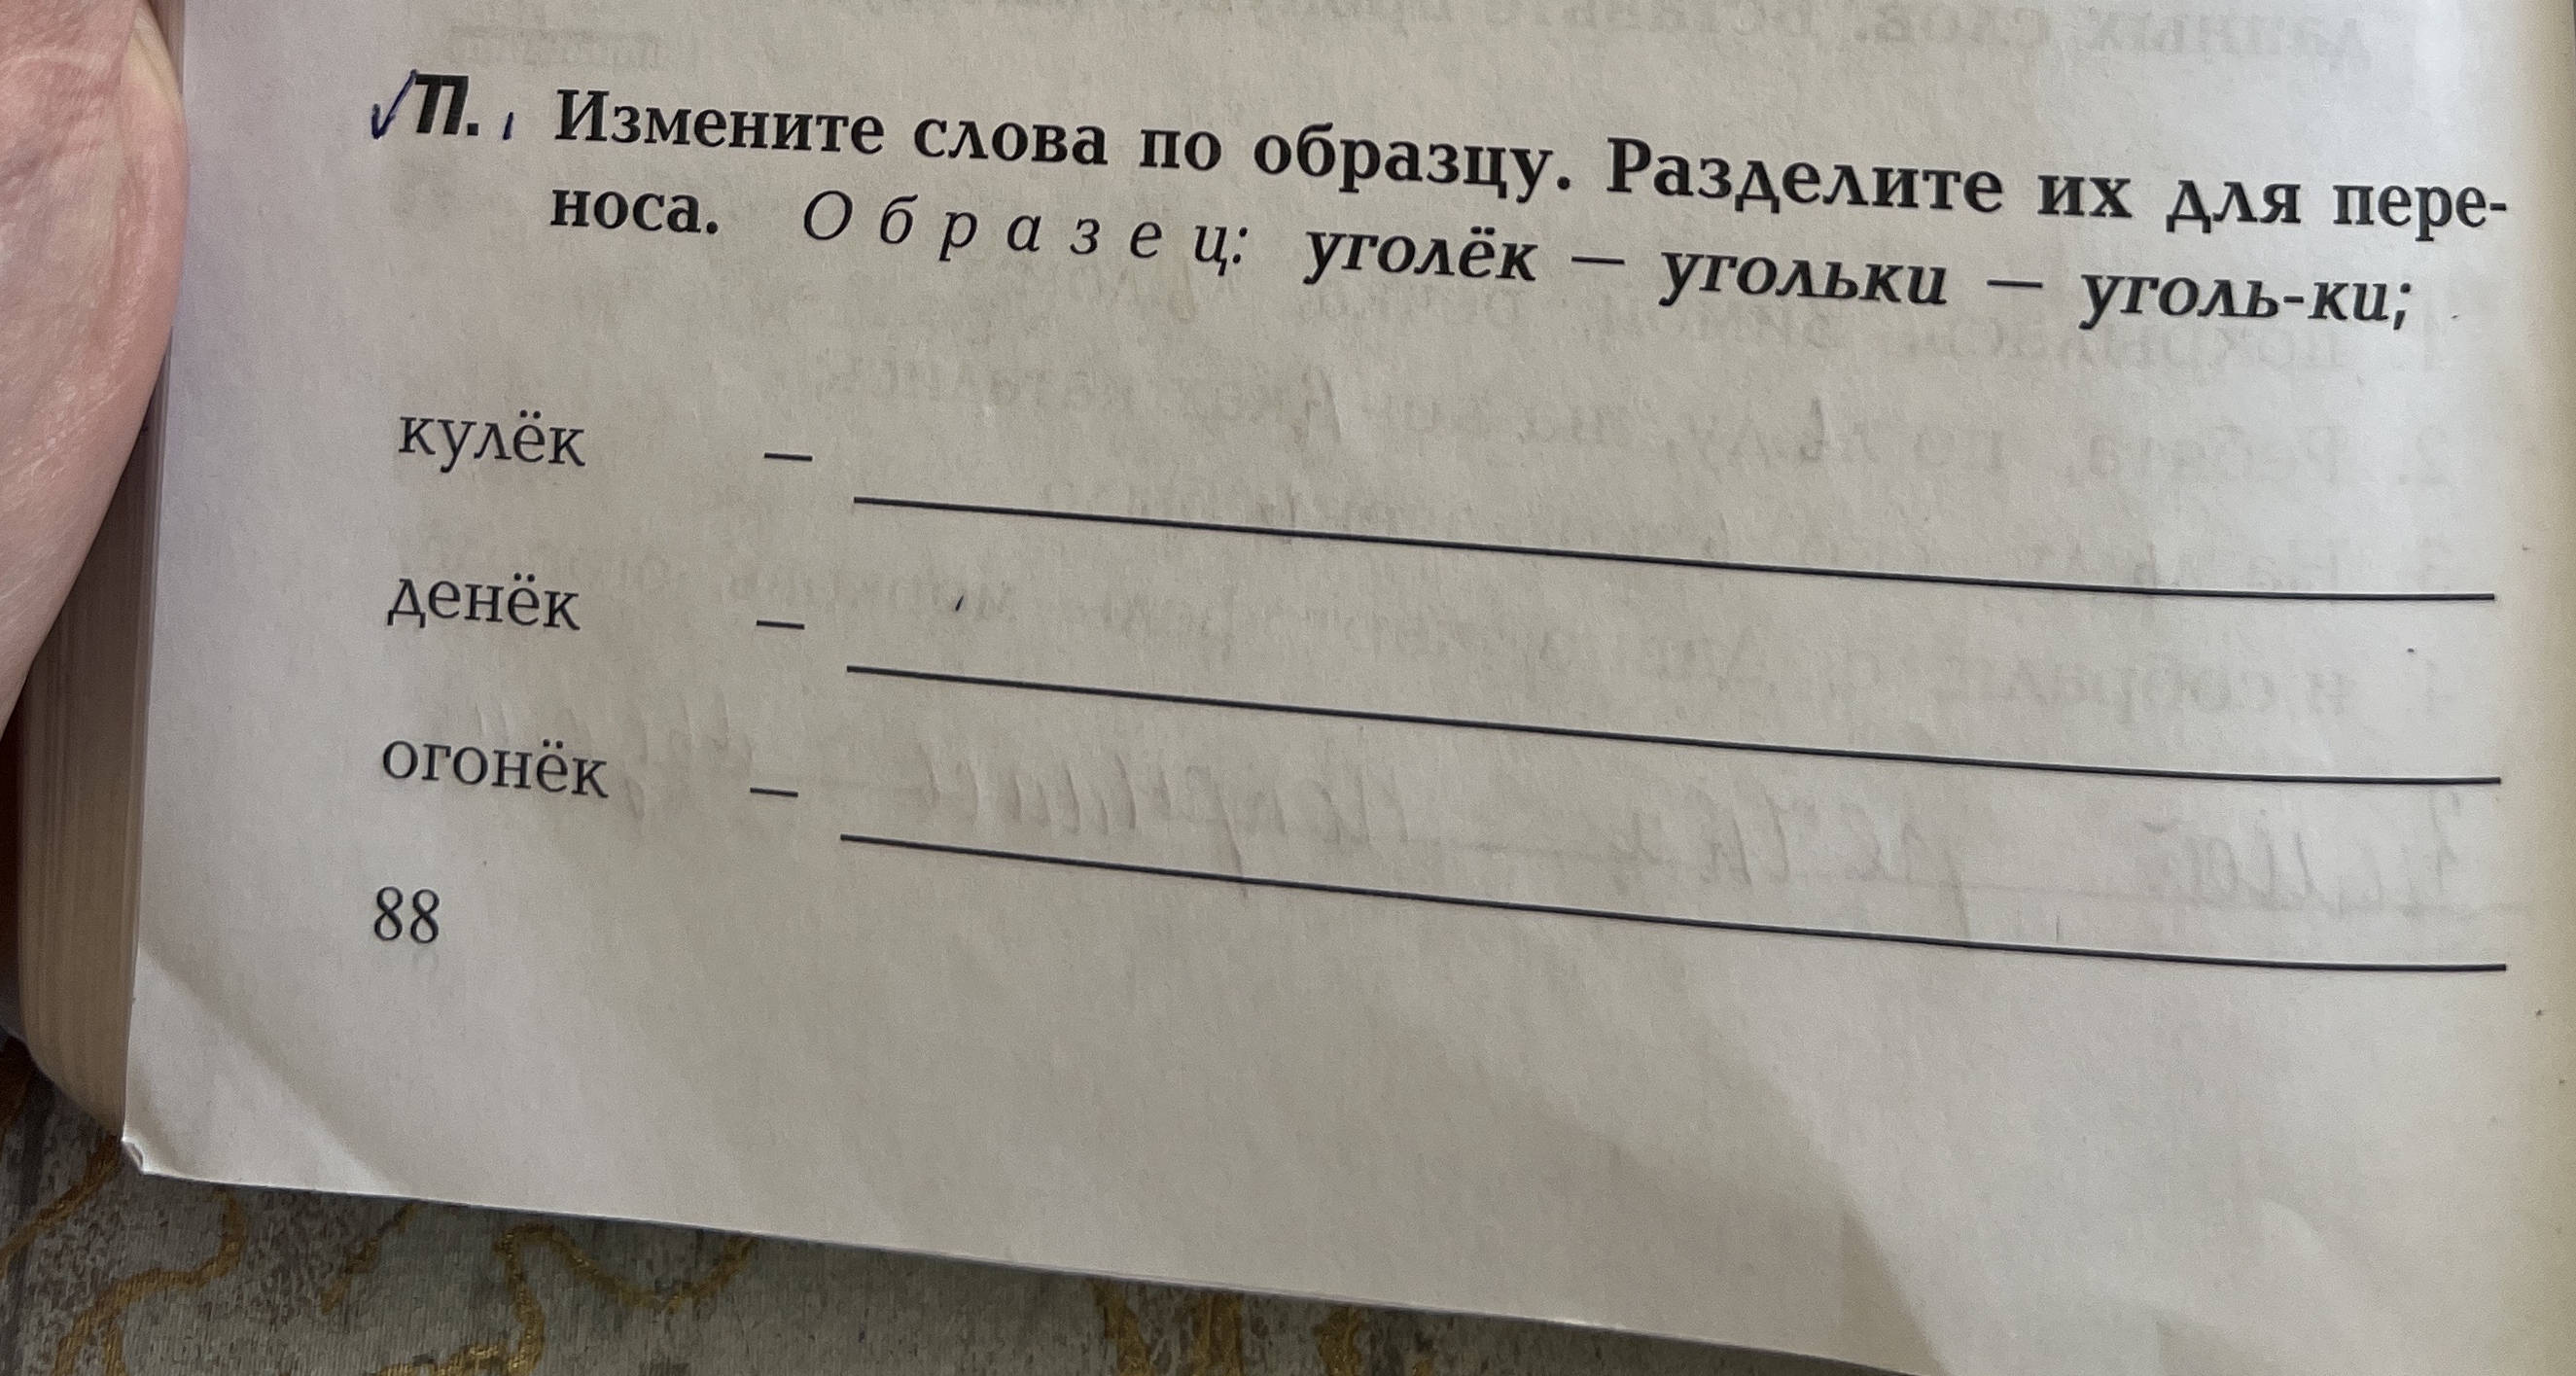 П. Измените слова по образцу. Разделите их для пере-
носа. Образец: уголёк — угольки — уголь-ки;
кулёк —
денёк —
огонёк —
88